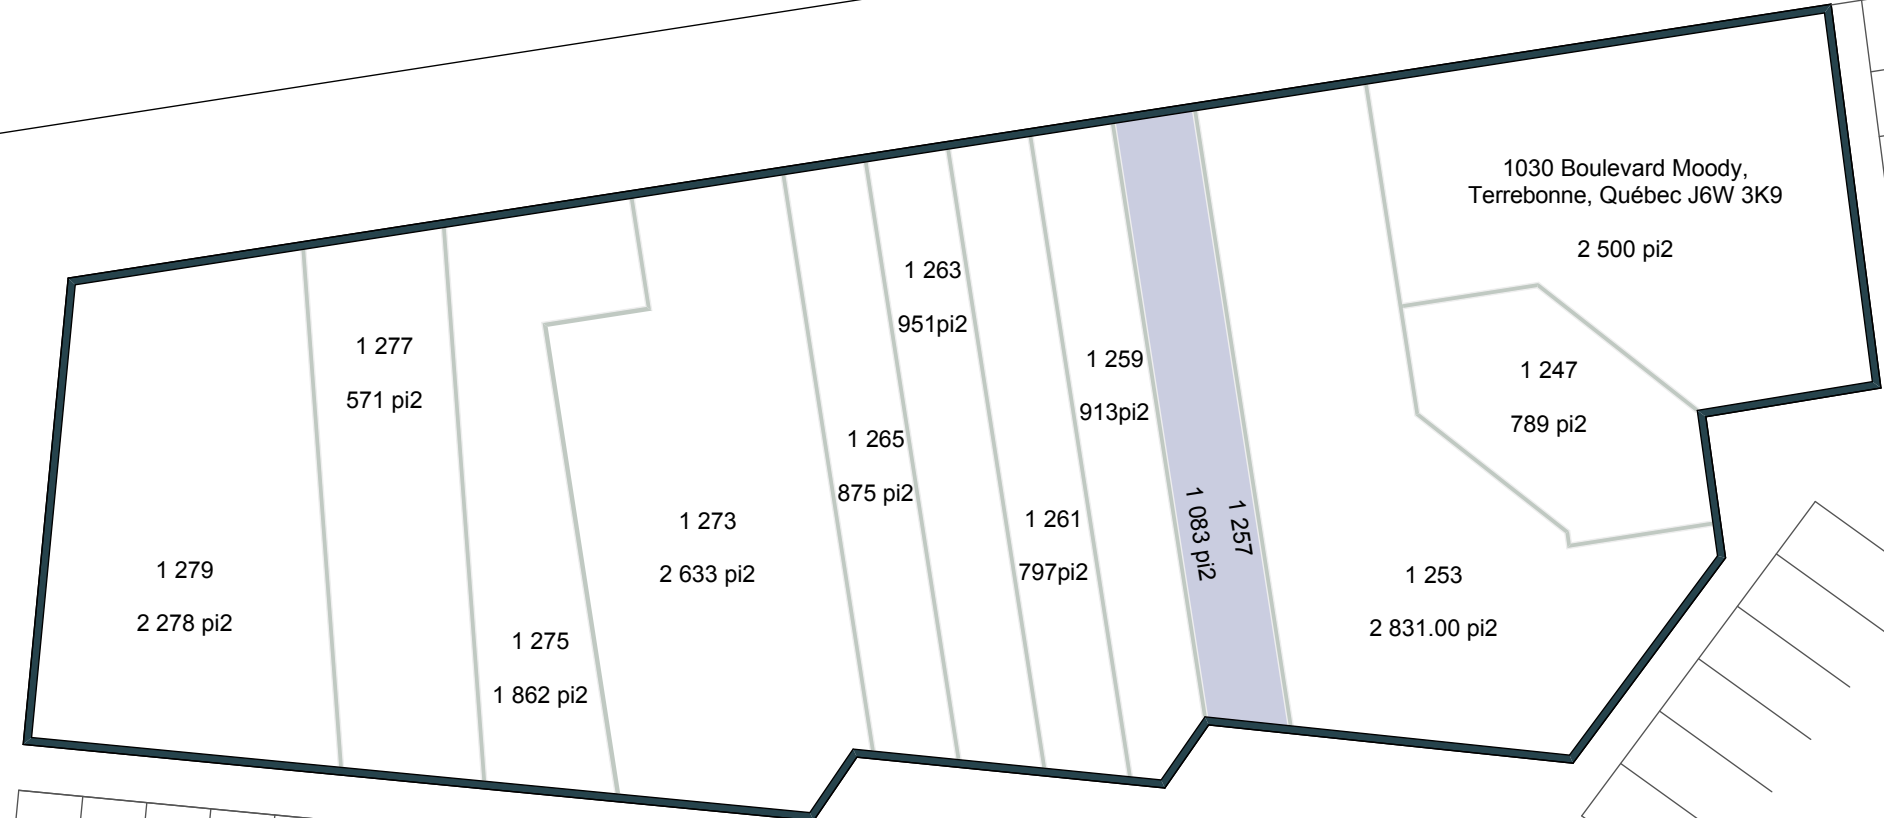 1 279
2 278 pi2
1 277
571 pi2
1 275
1 862 pi2
1 273
2 633 pi2
1 265
875 pi2
1 263
951pi2
1 261
797pi2
1 259
913pi2
1 257
1 083 pi2
1 253
2 831.00 pi2
1 247
789 pi2
1030 Boulevard Moody,
Terrebonne, Québec J6W 3K9
2 500 pi2